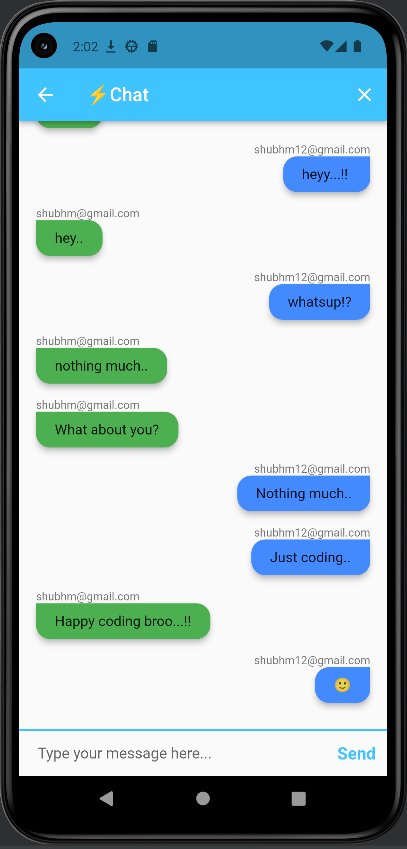 2:02
⚡Chat
shubhm12@gmail.com
heyy...!!
shubhm@gmail.com
hey..
shubhm12@gmail.com
whatsup!?
shubhm@gmail.com
nothing much..
shubhm@gmail.com
What about you?
shubhm12@gmail.com
Nothing much..
shubhm12@gmail.com
Just coding..
shubhm@gmail.com
Happy coding broo...!!
shubhm12@gmail.com
🙂
Type your message here...
Send